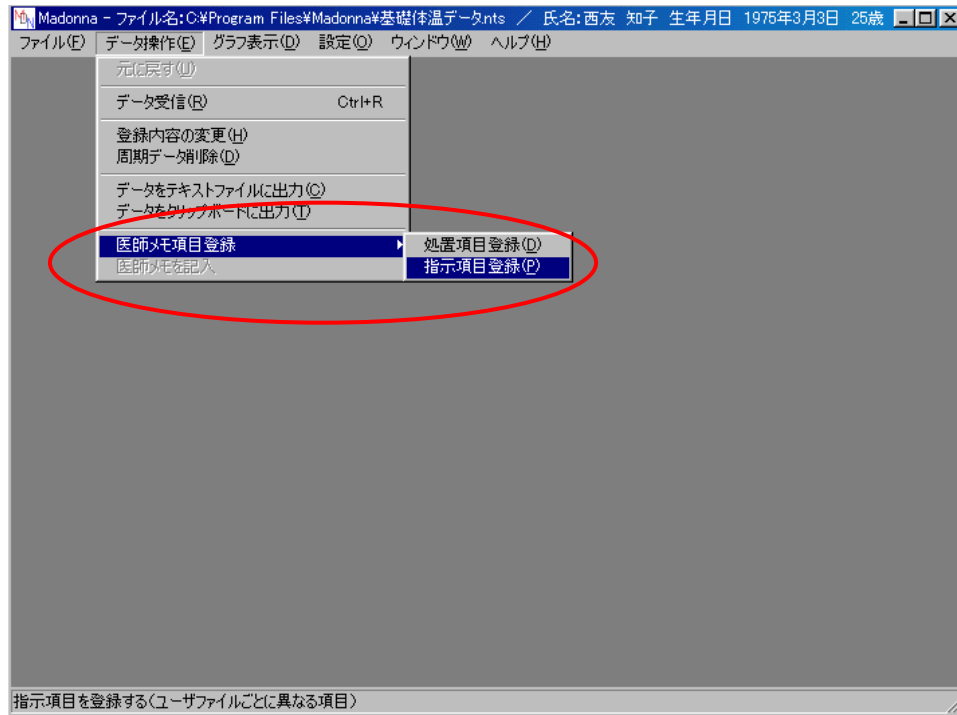 Madonna - ファイル名:C:¥Program Files¥Madonna¥基礎体温データ.nts ／ 氏名:西友 知子 生年月日 1975年3月3日 25歳
ファイル(F) データ操作(E) グラフ表示(D) 設定(O) ウィンドウ(W) ヘルプ(H)
元に戻す(U)
データ受信(R) Ctrl+R
登録内容の変更(H)
周期データ削除(D)
データをテキストファイルに出力(C)
データをクリップボードに出力(T)
医師メモ項目登録 処置項目登録(D)
医師メモを記入 指示項目登録(P)
指示項目を登録する(ユーザファイルごとに異なる項目)